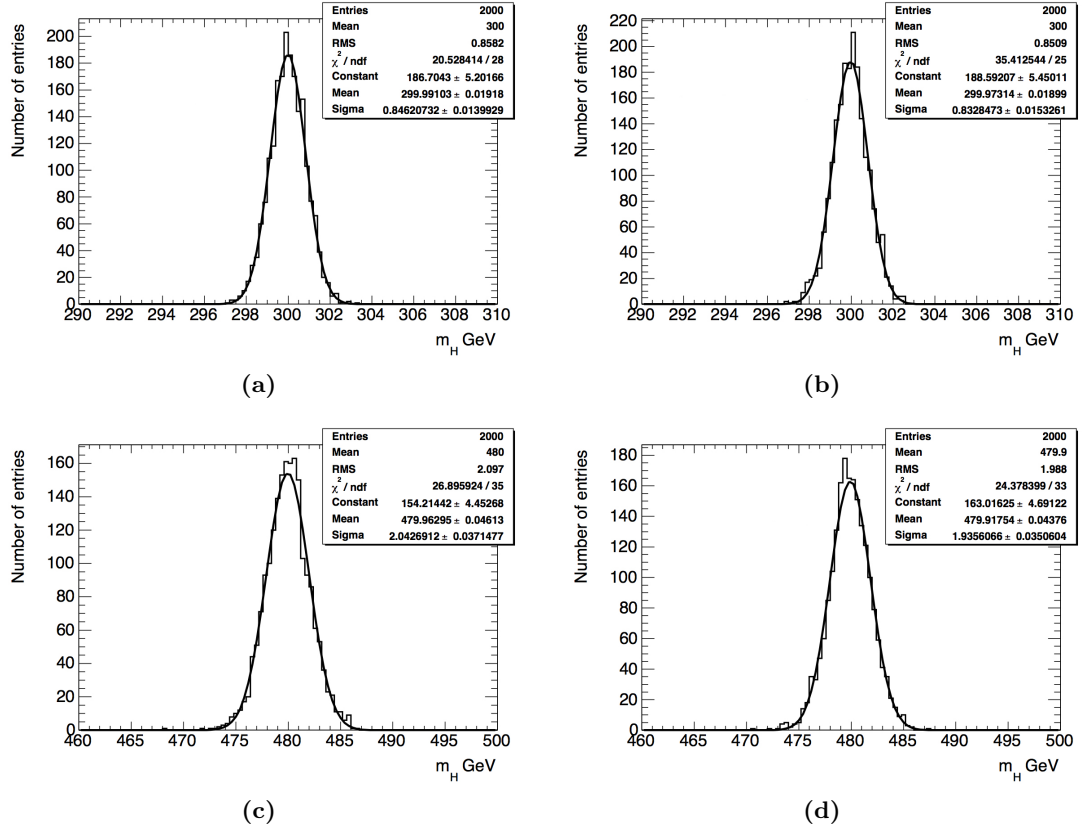 Entries 2000
Mean 300
RMS 0.8582
χ² / ndf 20.528414 / 28
Constant 186.7043 ± 5.20166
Mean 299.99103 ± 0.01918
Sigma 0.84620732 ± 0.0139929
Number of entries
200
180
160
140
120
100
80
60
40
20
0
290 292 294 296 298 300 302 304 306 308 310
m_H GeV
(a)
Entries 2000
Mean 300
RMS 0.8509
χ² / ndf 35.412544 / 25
Constant 188.59207 ± 5.45011
Mean 299.97314 ± 0.01899
Sigma 0.8328473 ± 0.0153261
Number of entries
220
200
180
160
140
120
100
80
60
40
20
0
290 292 294 296 298 300 302 304 306 308 310
m_H GeV
(b)
Entries 2000
Mean 480
RMS 2.097
χ² / ndf 26.895924 / 35
Constant 154.21442 ± 4.45268
Mean 479.96295 ± 0.04613
Sigma 2.0426912 ± 0.0371477
Number of entries
160
140
120
100
80
60
40
20
0
460 465 470 475 480 485 490 495 500
m_H GeV
(c)
Entries 2000
Mean 479.9
RMS 1.988
χ² / ndf 24.378399 / 33
Constant 163.01625 ± 4.69122
Mean 479.91754 ± 0.04376
Sigma 1.9356066 ± 0.0350604
Number of entries
180
160
140
120
100
80
60
40
20
0
460 465 470 475 480 485 490 495 500
m_H GeV
(d)